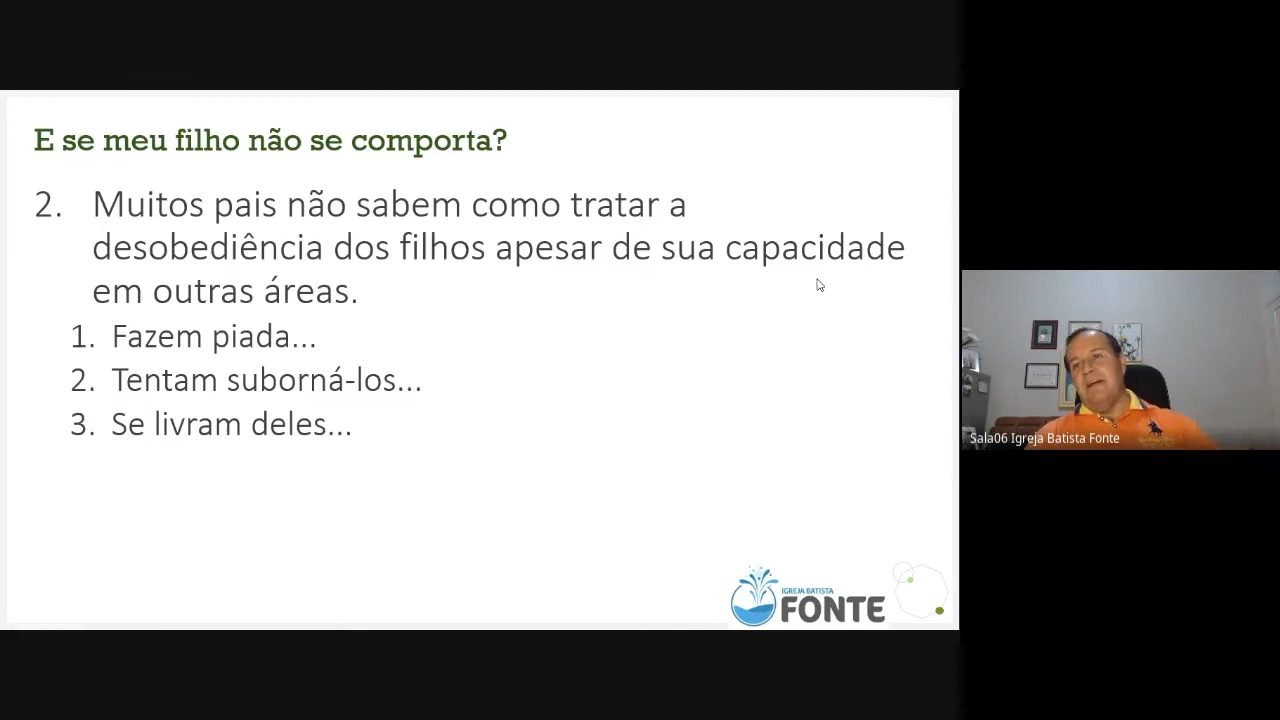 E se meu filho não se comporta?
2. Muitos pais não sabem como tratar a
desobediência dos filhos apesar de sua capacidade
em outras áreas.
1. Fazem piada...
2. Tentam suborná-los...
3. Se livram deles...
IGREJA BATISTA
FONTE
Sala06 Igreja Batista Fonte